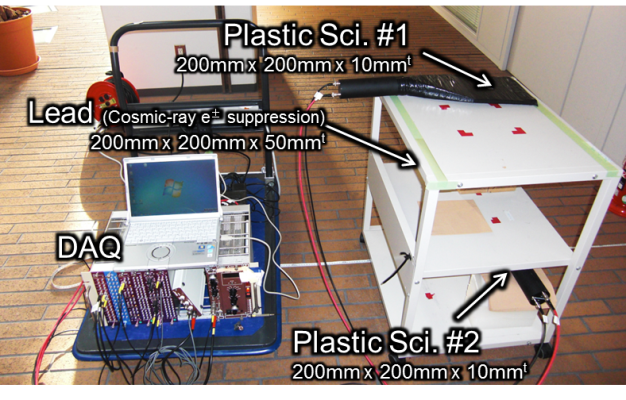 Plastic Sci. #1
200mm x 200mm x 10mmᵗ
Lead (Cosmic-ray e± suppression)
200mm x 200mm x 50mmᵗ
DAQ
Plastic Sci. #2
200mm x 200mm x 10mmᵗ